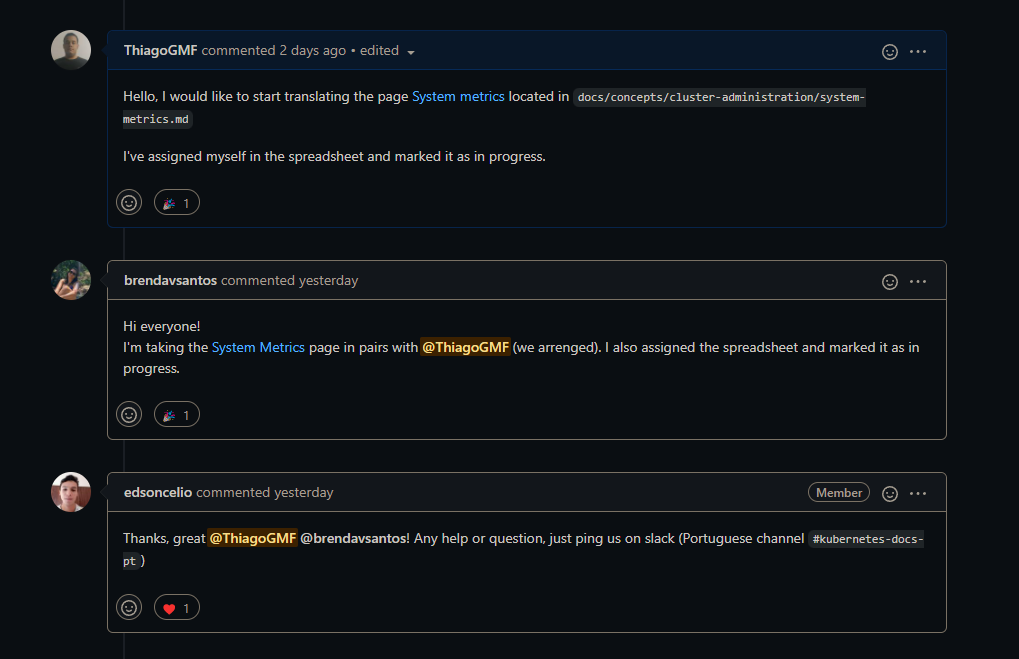 ThiagoGMF commented 2 days ago • edited
Hello, I would like to start translating the page System metrics located in docs/concepts/cluster-administration/system-
metrics.md
I've assigned myself in the spreadsheet and marked it as in progress.
1
brendavsantos commented yesterday
Hi everyone!
I'm taking the System Metrics page in pairs with @ThiagoGMF (we arrenged). I also assigned the spreadsheet and marked it as in
progress.
1
edsoncelio commented yesterday Member
Thanks, great @ThiagoGMF @brendavsantos! Any help or question, just ping us on slack (Portuguese channel #kubernetes-docs-
pt )
1